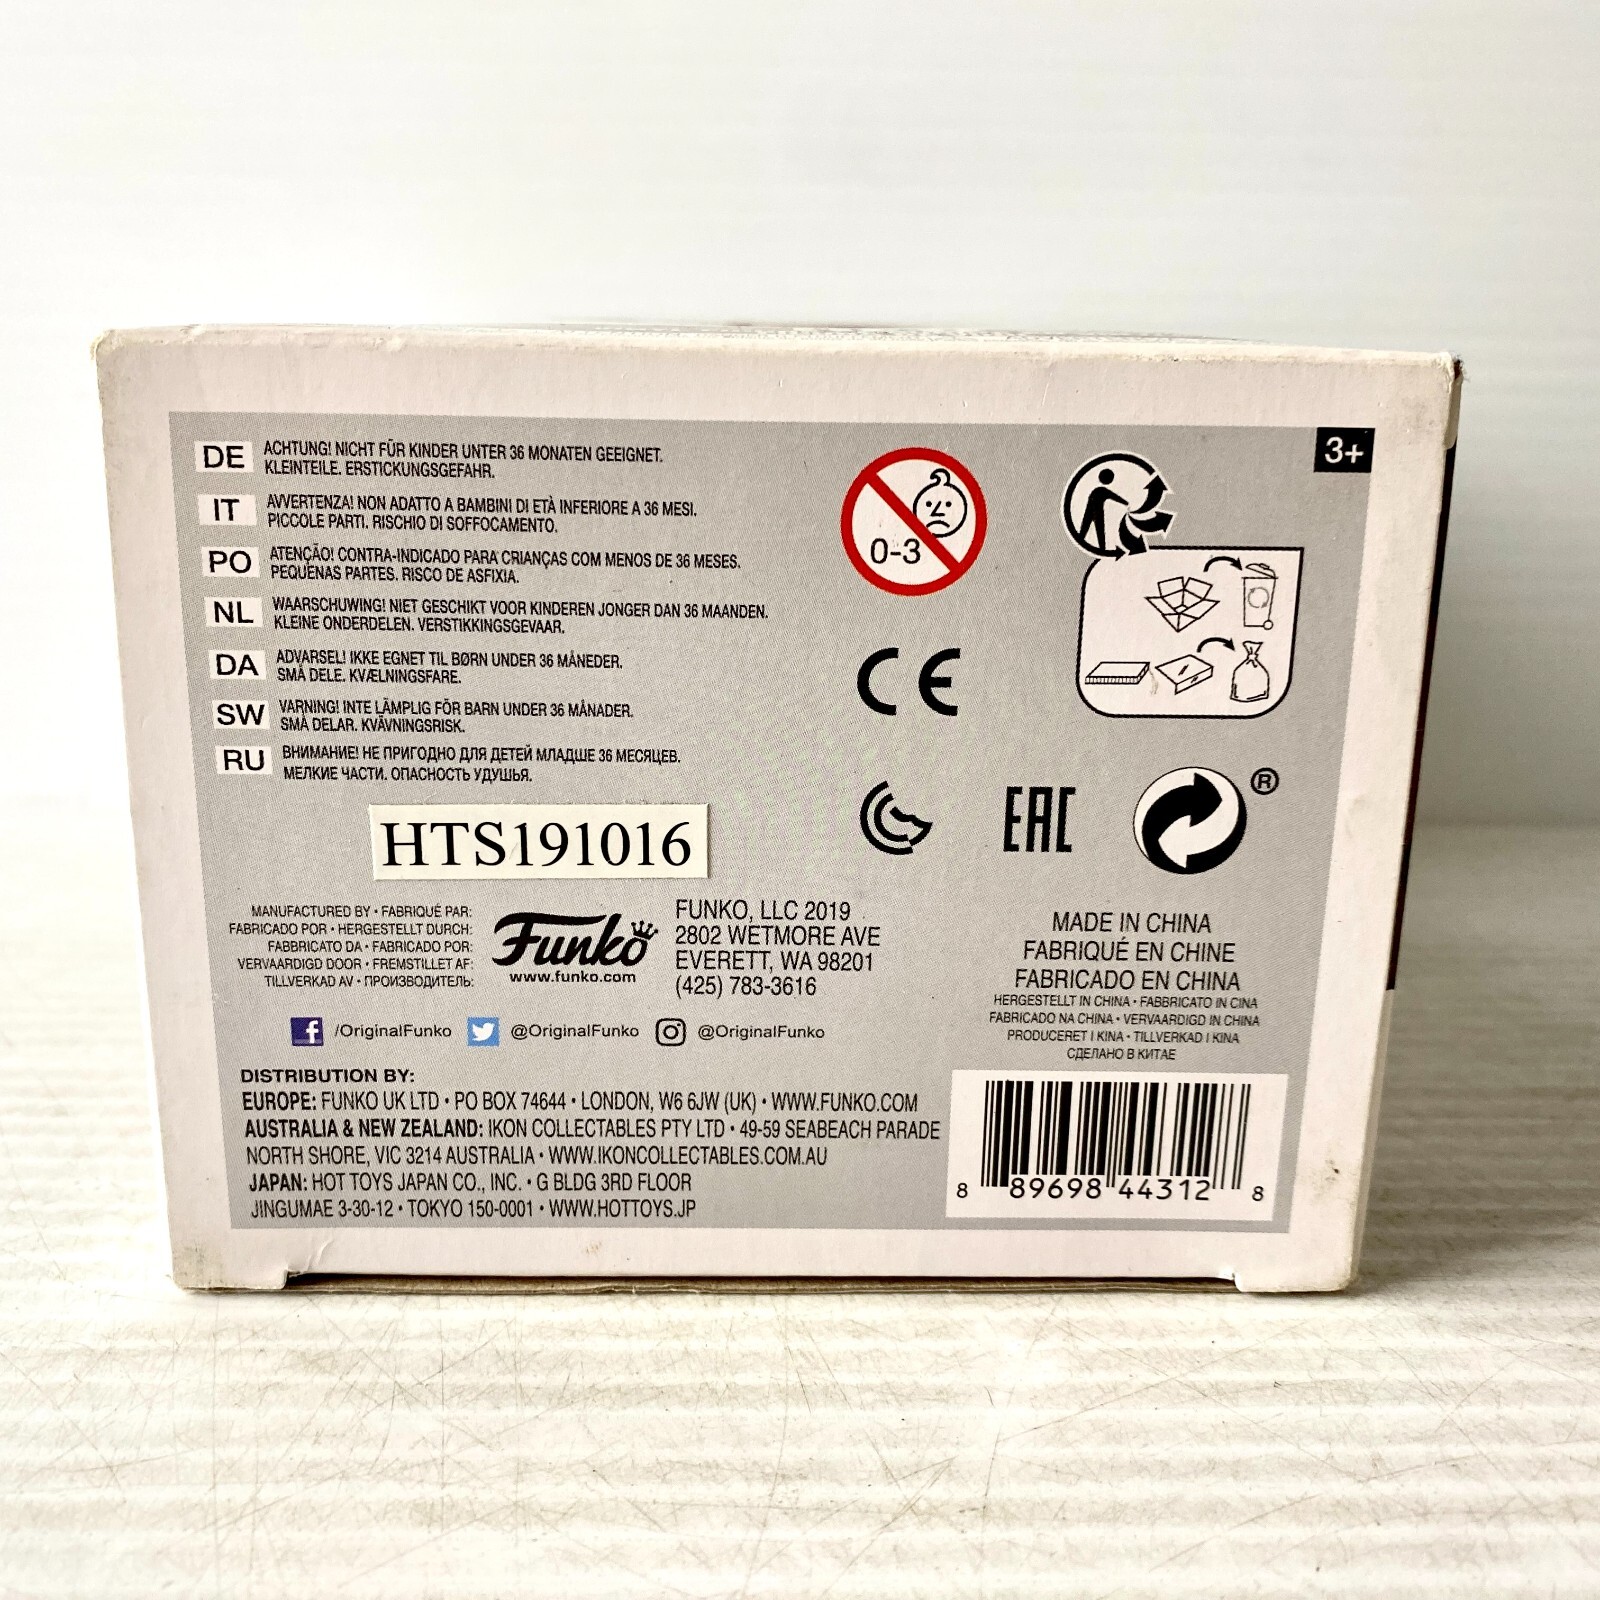 3+
DE
ACHTUNG! NICHT FÜR KINDER UNTER 36 MONATEN GEEIGNET.
KLEINTEILE. ERSTICKUNGSGEFAHR.
IT
AVVERTENZA! NON ADATTO A BAMBINI DI ETÀ INFERIORE A 36 MESI.
PICCOLE PARTI. RISCHIO DI SOFFOCAMENTO.
PO
ATENÇÃO! CONTRA-INDICADO PARA CRIANÇAS COM MENOS DE 36 MESES.
PEQUENAS PARTES. RISCO DE ASFIXIA.
NL
WAARSCHUWING! NIET GESCHIKT VOOR KINDEREN JONGER DAN 36 MAANDEN.
KLEINE ONDERDELEN. VERSTIKKINGSGEVAAR.
DA
ADVARSEL! IKKE EGNET TIL BØRN UNDER 36 MÅNEDER.
SMÅ DELE. KVÆLNINGSFARE.
SW
VARNING! INTE LÄMPLIG FÖR BARN UNDER 36 MÅNADER.
SMÅ DELAR. KVÄVNINGSRISK.
RU
ВНИМАНИЕ! НЕ ПРИГОДНО ДЛЯ ДЕТЕЙ МЛАДШЕ 36 МЕСЯЦЕВ.
МЕЛКИЕ ЧАСТИ. ОПАСНОСТЬ УДУШЬЯ.
0-3
CE
EAC
®
HTS191016
MANUFACTURED BY • FABRIQUÉ PAR:
FABRICADO POR • HERGESTELLT DURCH:
FABBRICATO DA • FABRICADO POR:
VERVAARDIGD DOOR • FREMSTILLET AF:
TILLVERKAD AV • ПРОИЗВОДИТЕЛЬ:
Funko
www.funko.com
FUNKO, LLC 2019
2802 WETMORE AVE
EVERETT, WA 98201
(425) 783-3616
MADE IN CHINA
FABRIQUÉ EN CHINE
FABRICADO EN CHINA
HERGESTELLT IN CHINA • FABBRICATO IN CINA
FABRICADO NA CHINA • VERVAARDIGD IN CHINA
PRODUCERET I KINA • TILLVERKAD I KINA
СДЕЛАНО В КИТАЕ
f /OriginalFunko @OriginalFunko @OriginalFunko
DISTRIBUTION BY:
EUROPE: FUNKO UK LTD • PO BOX 74644 • LONDON, W6 6JW (UK) • WWW.FUNKO.COM
AUSTRALIA & NEW ZEALAND: IKON COLLECTABLES PTY LTD • 49-59 SEABEACH PARADE
NORTH SHORE, VIC 3214 AUSTRALIA • WWW.IKONCOLLECTABLES.COM.AU
JAPAN: HOT TOYS JAPAN CO., INC. • G BLDG 3RD FLOOR
JINGUMAE 3-30-12 • TOKYO 150-0001 • WWW.HOTTOYS.JP
8 89698 44312 8